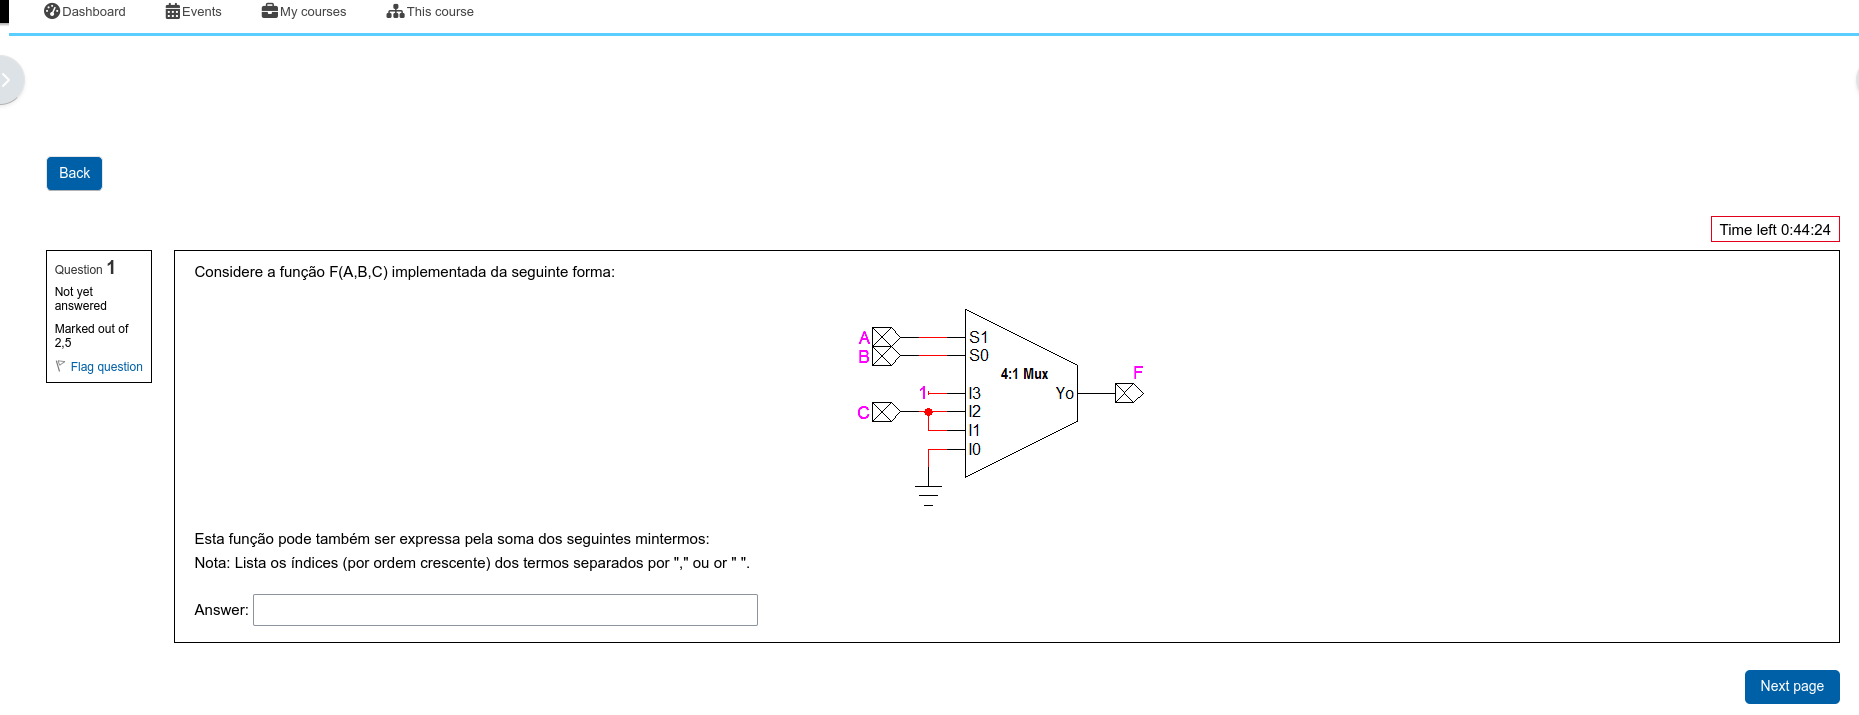 Dashboard Events My courses This course
Back
Time left 0:44:24
Question 1
Not yet
answered
Marked out of
2,5
Flag question
Considere a função F(A,B,C) implementada da seguinte forma:
A S1
B S0
4:1 Mux
F
1 I3 Yo
C I2
I1
I0
Esta função pode também ser expressa pela soma dos seguintes mintermos:
Nota: Lista os índices (por ordem crescente) dos termos separados por "," ou or " ".
Answer:
Next page